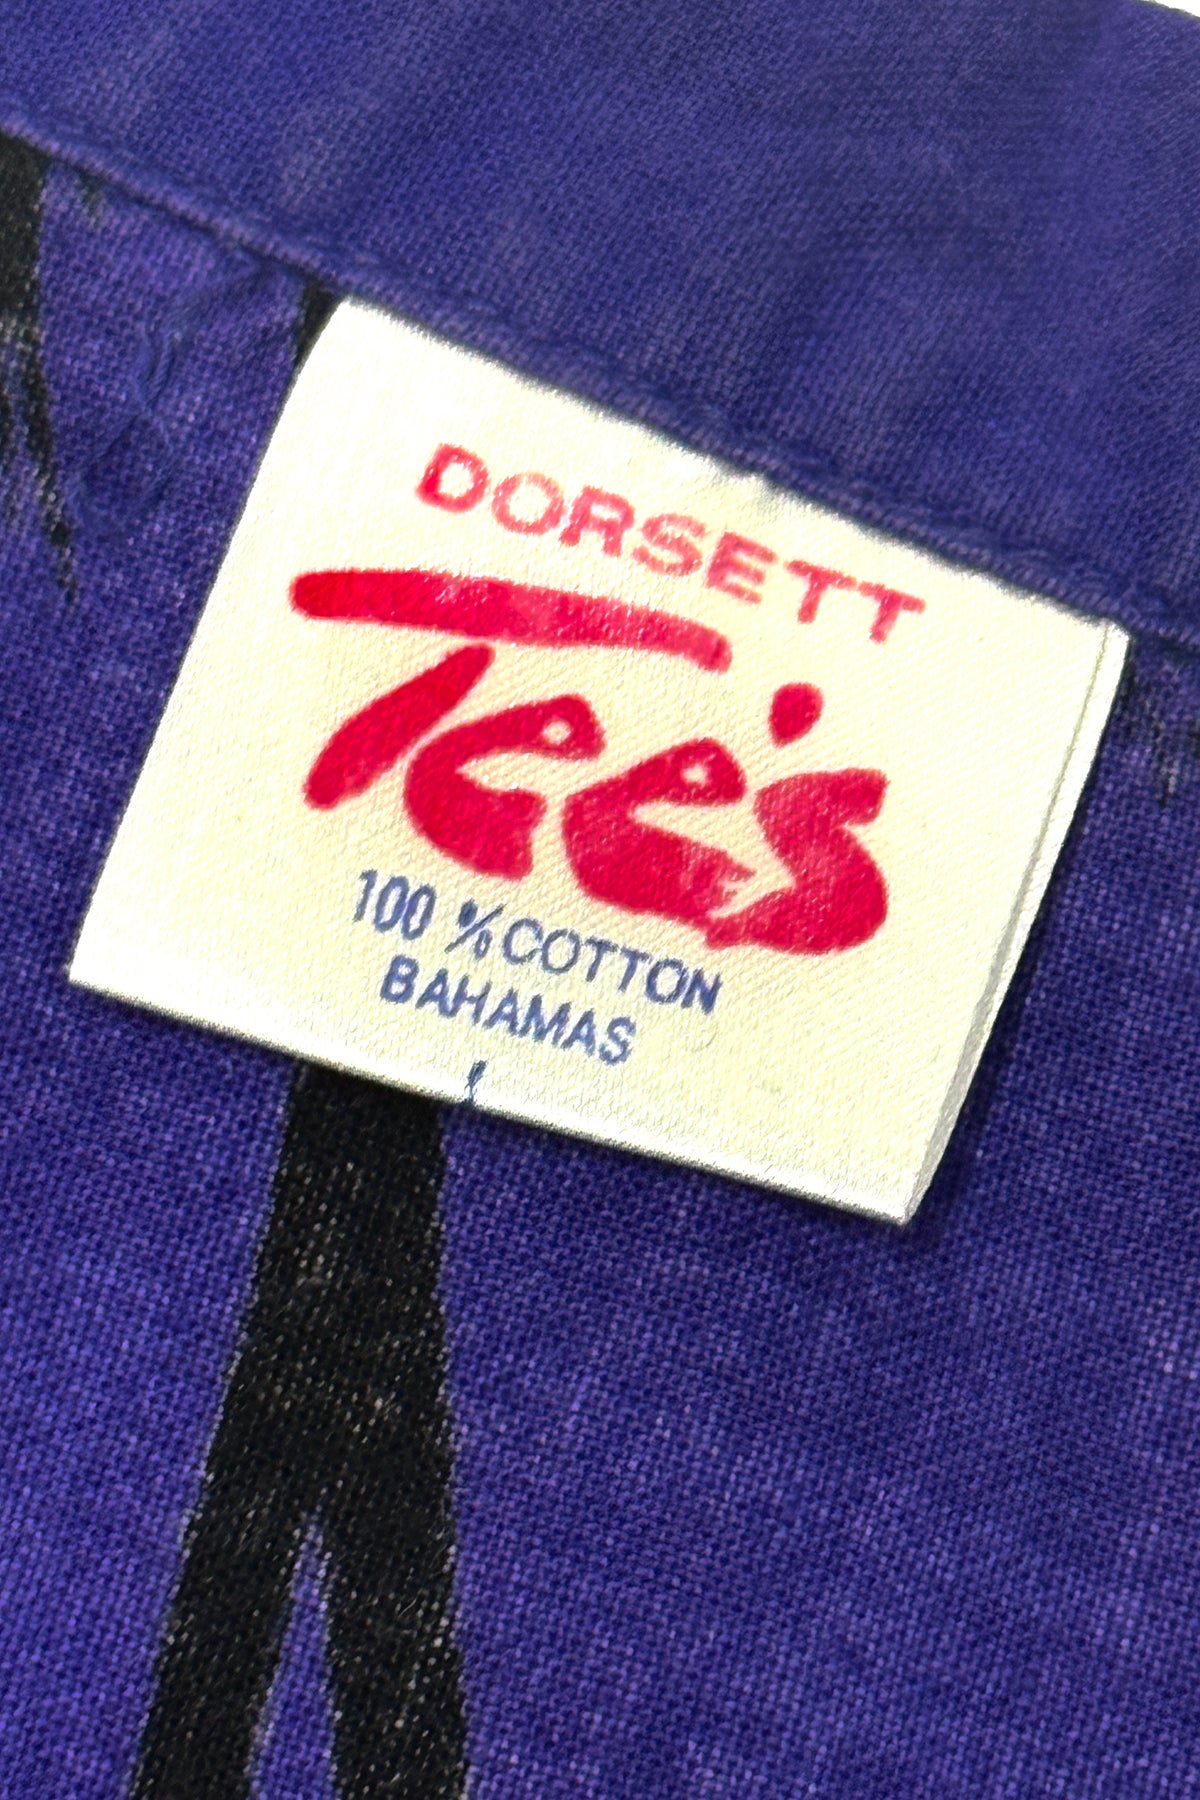 DORSETT
Tee's
100 % COTTON
BAHAMAS